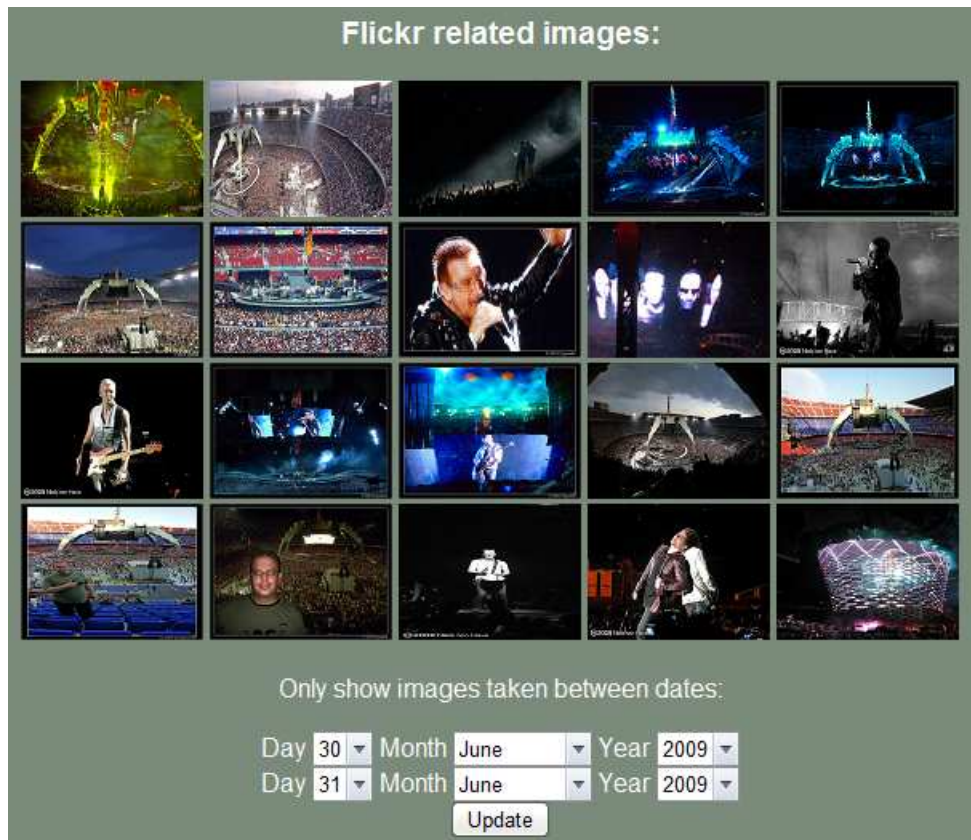 Flickr related images:
Only show images taken between dates:
Day 30 Month June Year 2009
Day 31 Month June Year 2009
Update